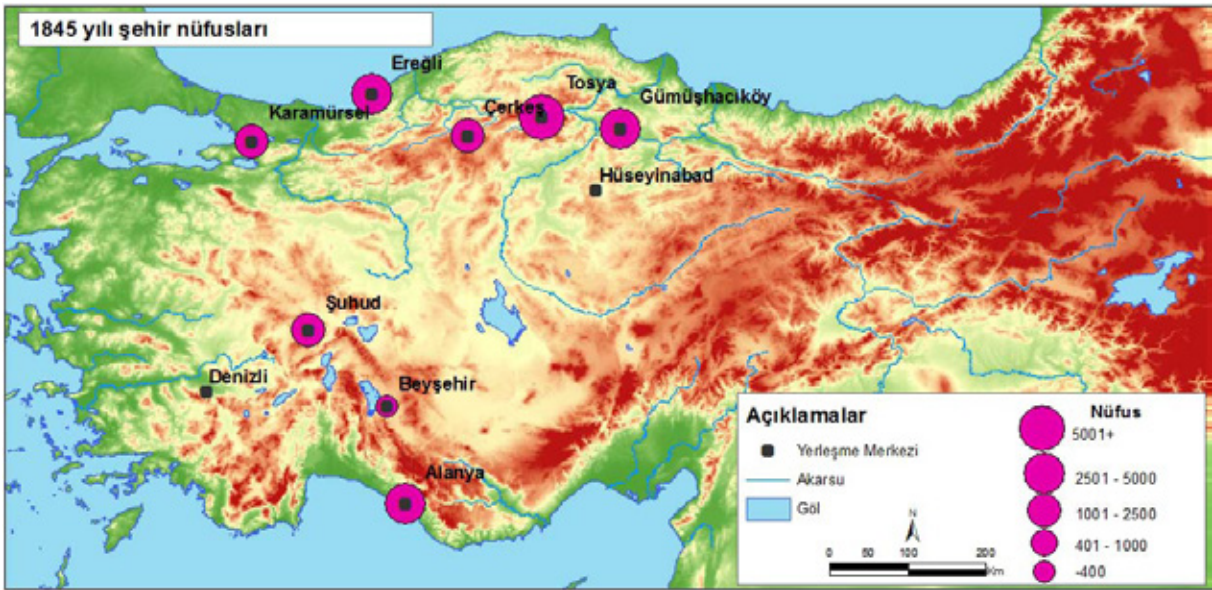 1845 yılı şehir nüfusları
Ereğli
Tosya
Gümüşhacıköy
Karamürsel
Çerkeş
Hüseyinabad
Şuhud
Denizli
Beyşehir
Alanya
Açıklamalar
Yerleşme Merkezi
Akarsu
Göl
N
0 50 100 200
Km
Nüfus
5001+
2501 - 5000
1001 - 2500
401 - 1000
-400